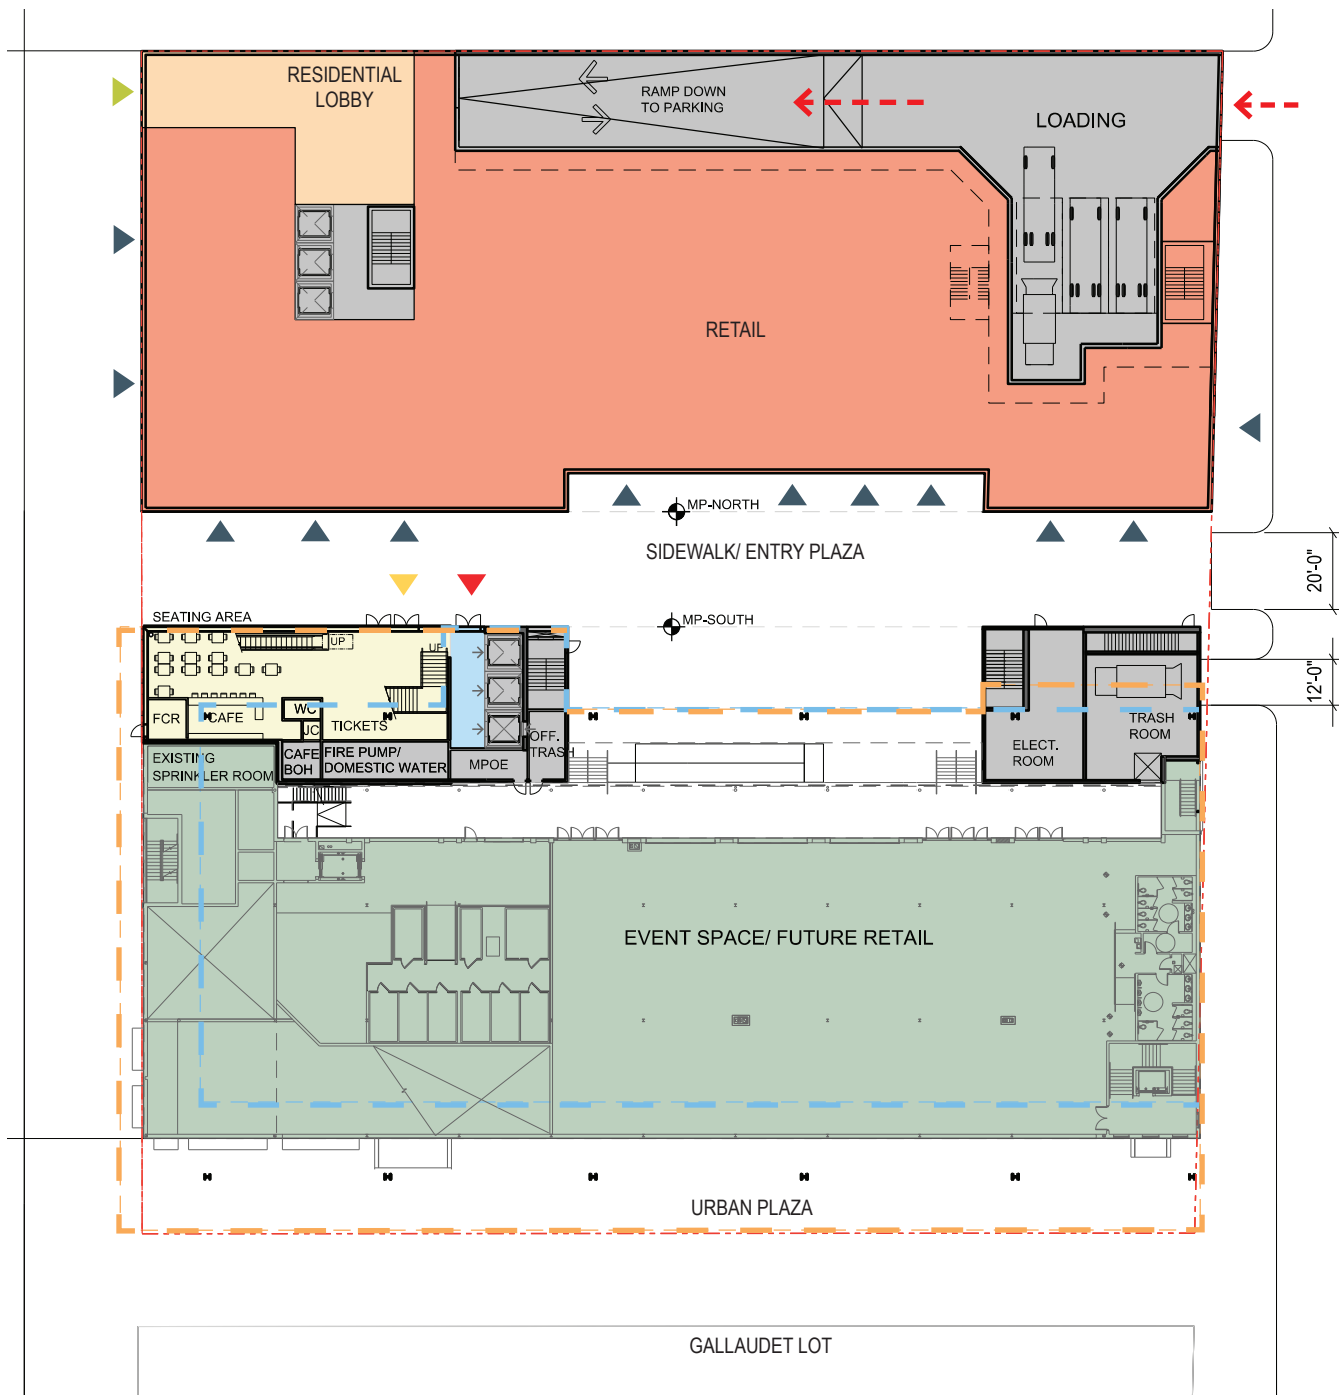 RESIDENTIAL
LOBBY
RAMP DOWN
TO PARKING
LOADING
RETAIL
MP-NORTH
SIDEWALK/ ENTRY PLAZA
20'-0"
SEATING AREA
MP-SOUTH
UP
UP
12'-0"
FCR
CAFE
WC
JC
TICKETS
OFF.
TRASH
TRASH
ROOM
ELECT.
ROOM
EXISTING
SPRINKLER ROOM
CAFE
BOH
FIRE PUMP/
DOMESTIC WATER
MPOE
EVENT SPACE/ FUTURE RETAIL
URBAN PLAZA
GALLAUDET LOT